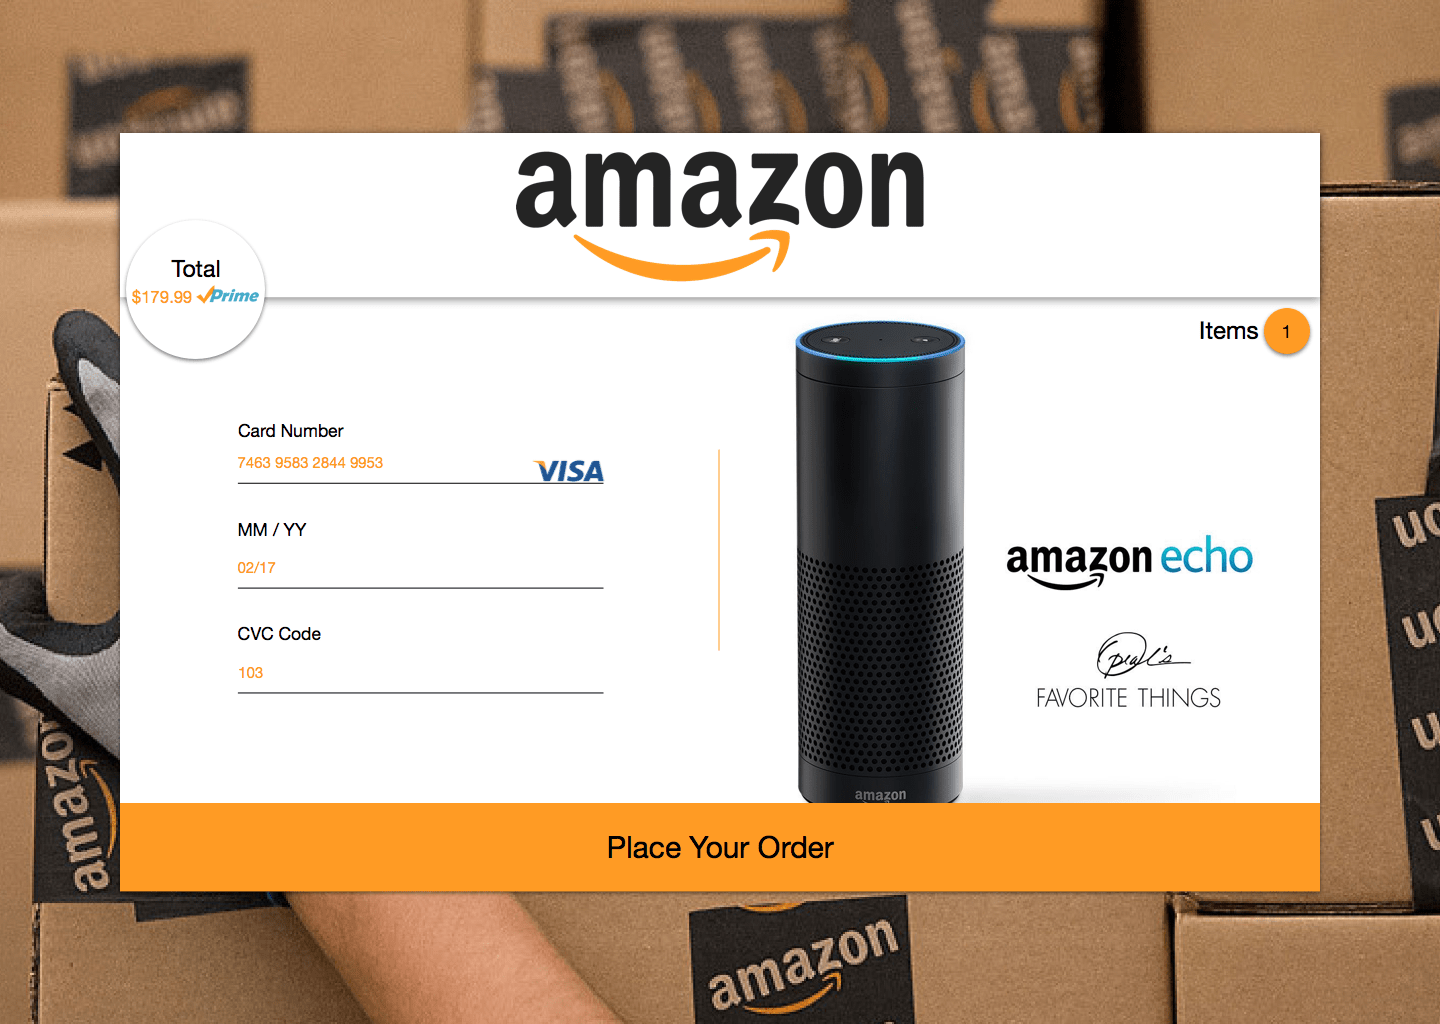 amazon
Total
$179.99 Prime
Items 1
Card Number
7463 9583 2844 9953
VISA
MM / YY
02/17
CVC Code
103
amazon echo
Oprah's
FAVORITE THINGS
amazon
Place Your Order
amazon
amazon